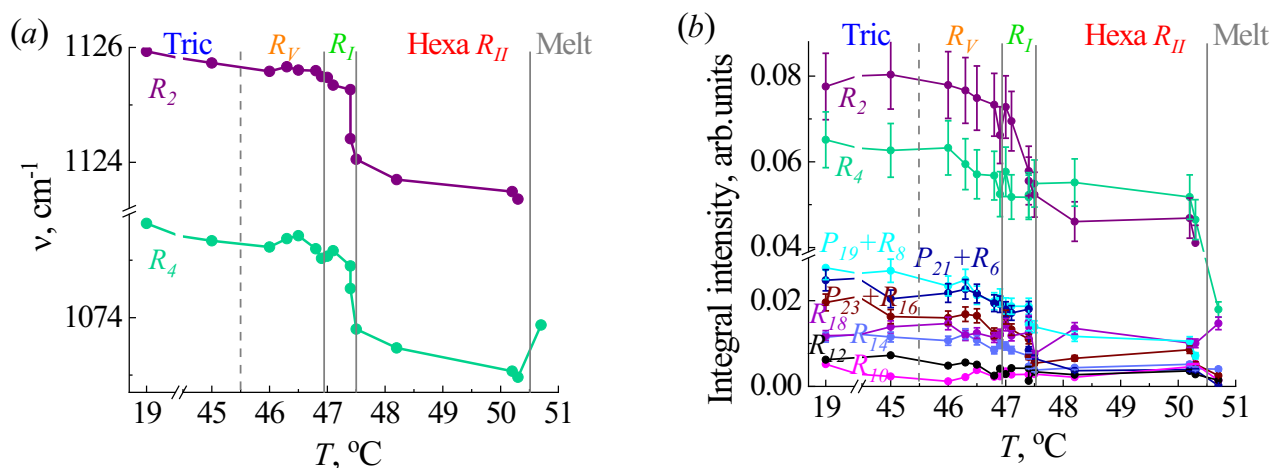 (a)
Tric R_V R_I Hexa R_II Melt
1126
R_2
1124
ν, cm⁻¹
R_4
1074
19 45 46 47 48 49 50 51
T, ºC
(b)
Tric R_V R_I Hexa R_II Melt
0.08
R_2
0.06
R_4
Integral intensity, arb.units
0.04
P_19+R_8
P_21+R_6
0.02
P_23+R_16
R_18
R_14
R_12
R_10
0.00
19 45 46 47 48 49 50 51
T, ºC